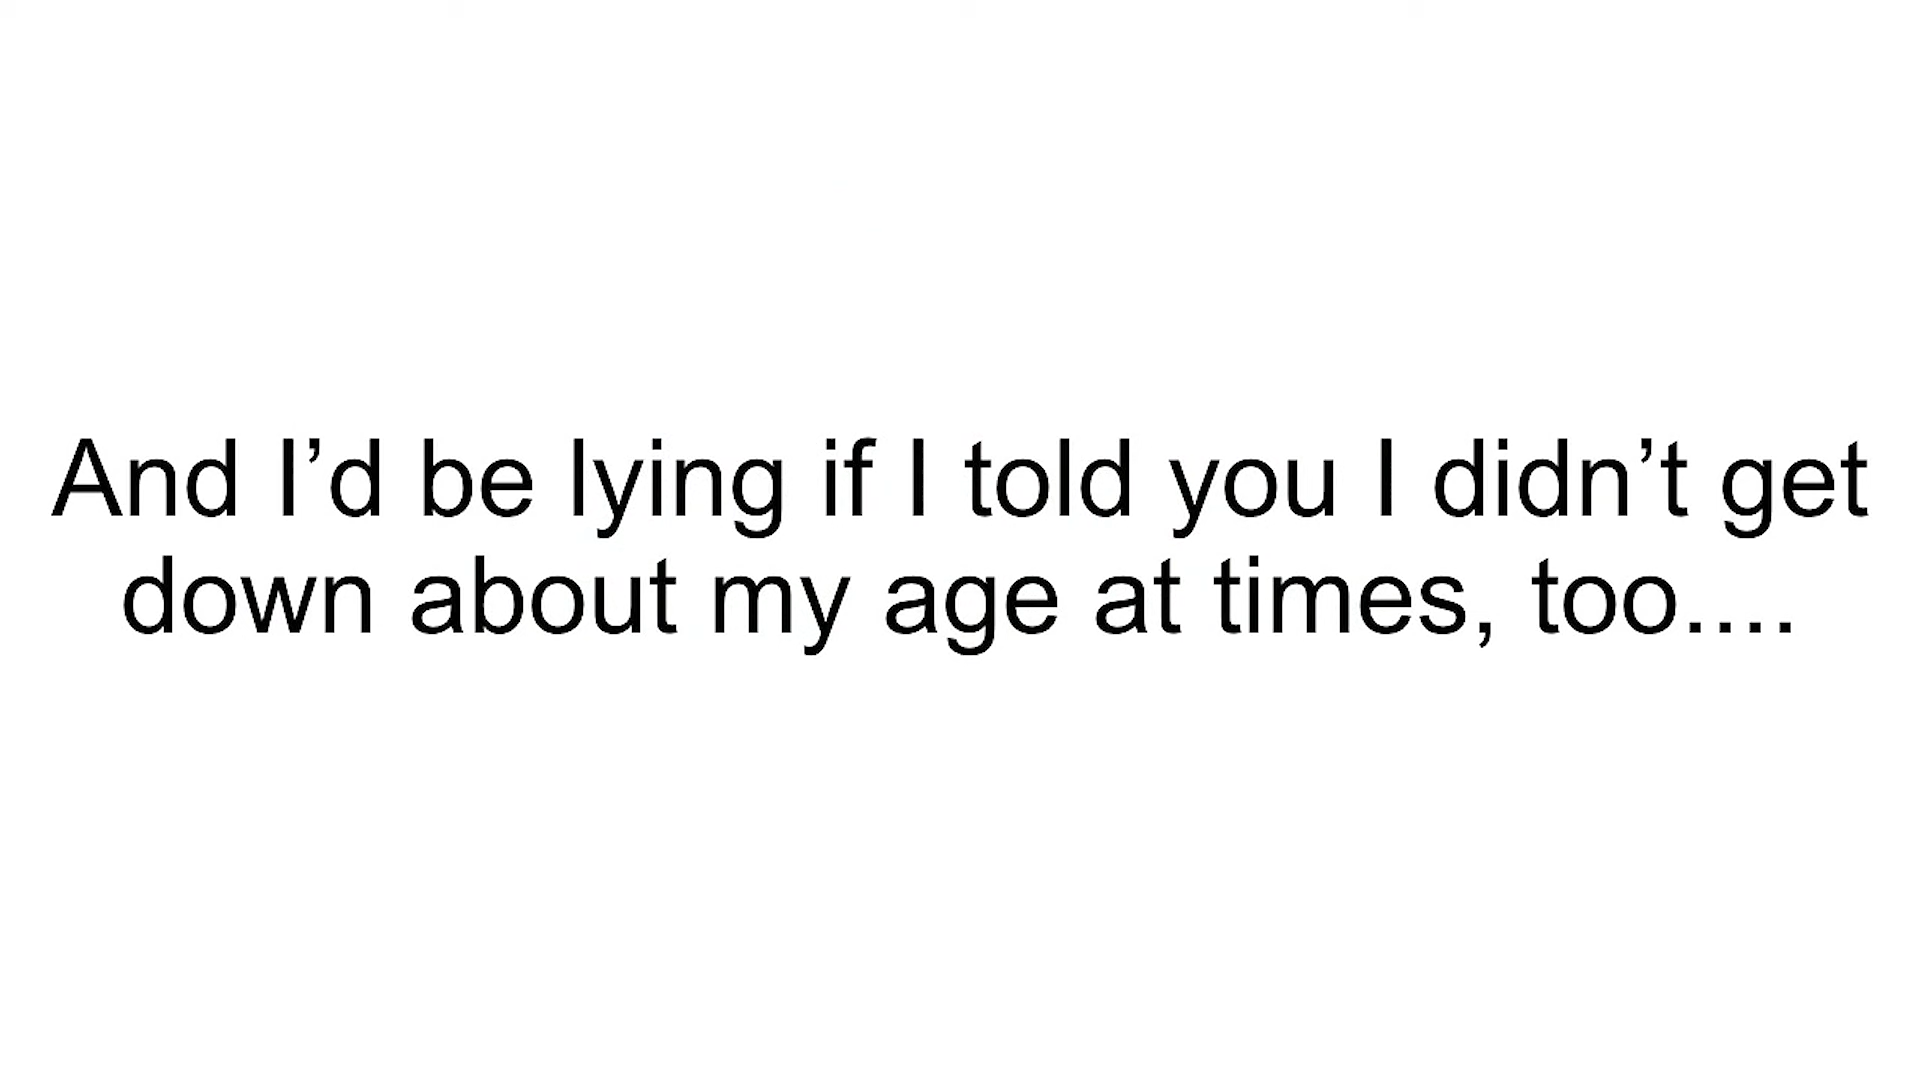 And I’d be lying if I told you I didn’t get
down about my age at times, too....